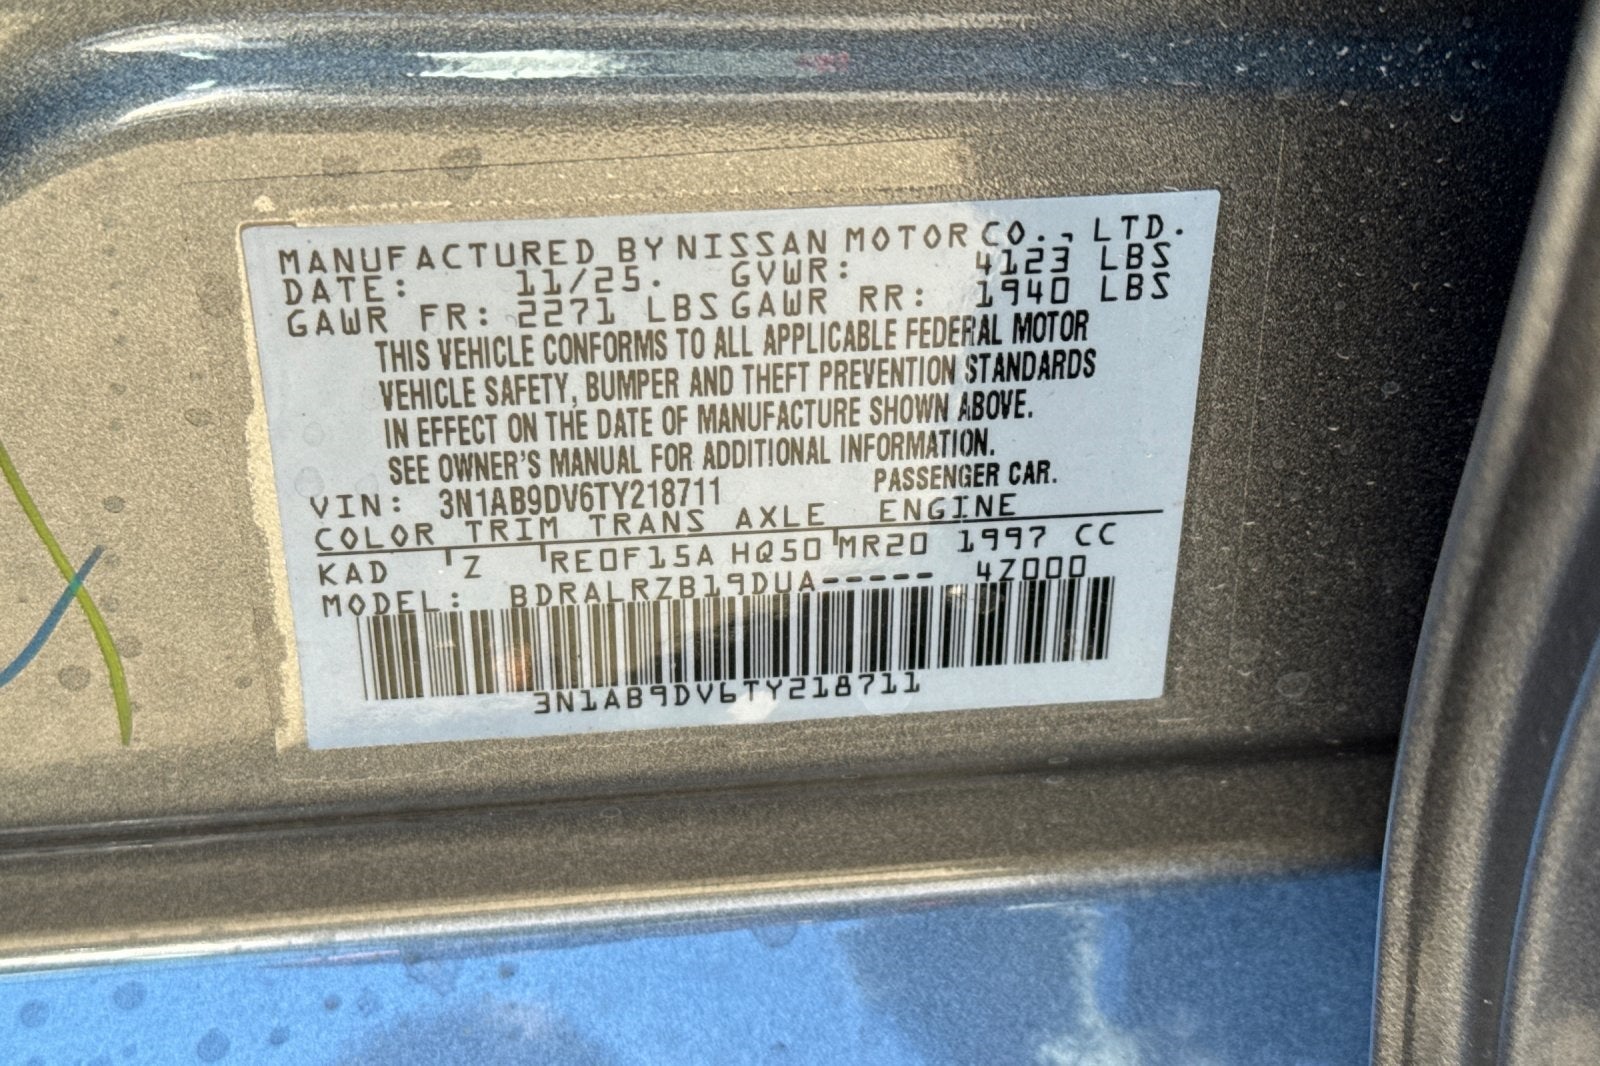 MANUFACTURED BY NISSAN MOTOR CO., LTD.
DATE: 11/25. GVWR: 4123 LBS
GAWR FR: 2271 LBS GAWR RR: 1940 LBS
THIS VEHICLE CONFORMS TO ALL APPLICABLE FEDERAL MOTOR
VEHICLE SAFETY, BUMPER AND THEFT PREVENTION STANDARDS
IN EFFECT ON THE DATE OF MANUFACTURE SHOWN ABOVE.
SEE OWNER'S MANUAL FOR ADDITIONAL INFORMATION.
VIN: 3N1AB9DV6TY218711 PASSENGER CAR.
COLOR TRIM TRANS AXLE ENGINE
KAD Z RE0F15A HQ50 MR20 1997 CC
MODEL: BDRALRZB19DUA----- 4Z000
3N1AB9DV6TY218711